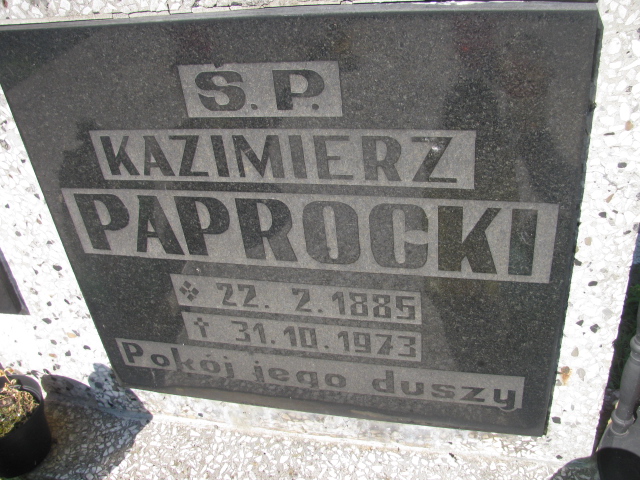 Ś.P.
KAZIMIERZ
PAPROCKI
22. 2. 1885
† 31.10.1973
Pokój jego duszy